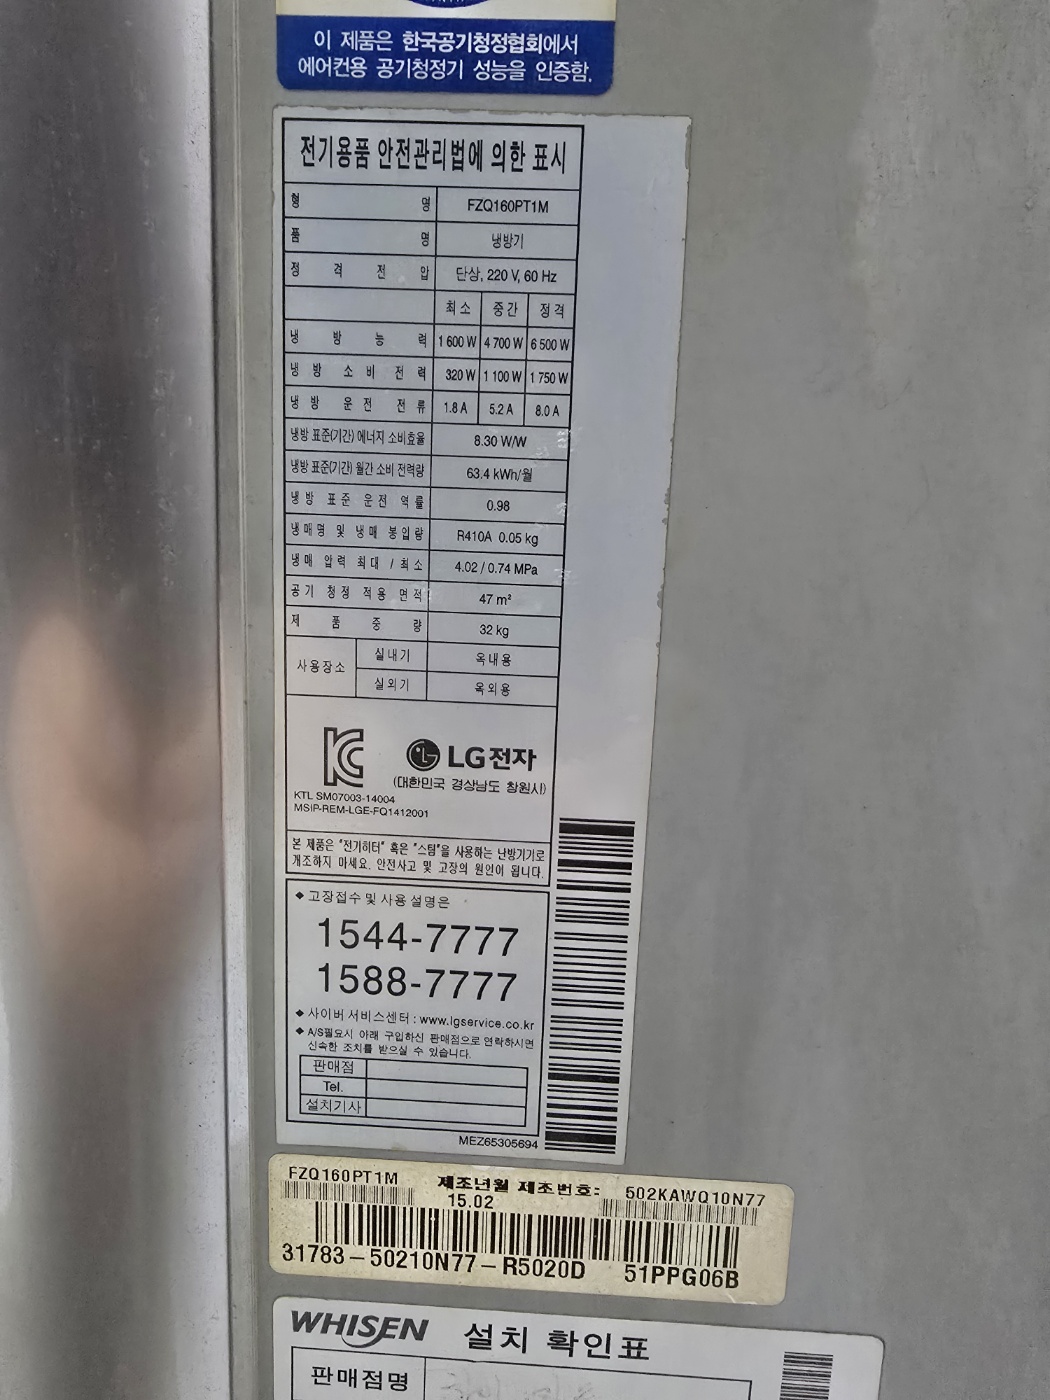 이 제품은 한국공기청정협회에서
에어컨용 공기청정기 성능을 인증함.
전기용품 안전관리법에 의한 표시
형 명 FZQ160PT1M
품 명 냉방기
정 격 전 압 단상, 220 V, 60 Hz
최소 중간 정격
냉 방 능 력 1 600 W 4 700 W 6 500 W
냉 방 소 비 전 력 320 W 1 100 W 1 750 W
냉 방 운 전 전 류 1.8 A 5.2 A 8.0 A
냉방 표준(기간) 에너지 소비효율 8.30 W/W
냉방 표준(기간) 월간 소비 전력량 63.4 kWh/월
냉 방 표 준 운 전 역 률 0.98
냉 매 명 및 냉 매 봉 입 량 R410A 0.05 kg
냉 매 압 력 최 대 / 최 소 4.02 / 0.74 MPa
공 기 청 정 적 용 면 적 47 m²
제 품 중 량 32 kg
사용장소 실내기 옥내용
실외기 옥외용
LG전자
(대한민국 경상남도 창원시)
KTL SM07003-14004
MSIP-REM-LGE-FQ1412001
본 제품은 "전기히터" 혹은 "스팀"을 사용하는 난방기기로
개조하지 마세요. 안전사고 및 고장의 원인이 됩니다.
◆ 고장접수 및 사용 설명은
1544-7777
1588-7777
◆ 사이버 서비스센터 : www.lgservice.co.kr
◆ A/S필요시 아래 구입하신 판매점으로 연락하시면
신속한 조치를 받으실 수 있습니다.
판매점
Tel.
설치기사
MEZ65305694
FZQ160PT1M 제조년월 제조번호: 502KAWQ10N77
15.02
31783-50210N77-R5020D 51PPG06B
WHISEN 설치 확인표
판매점명